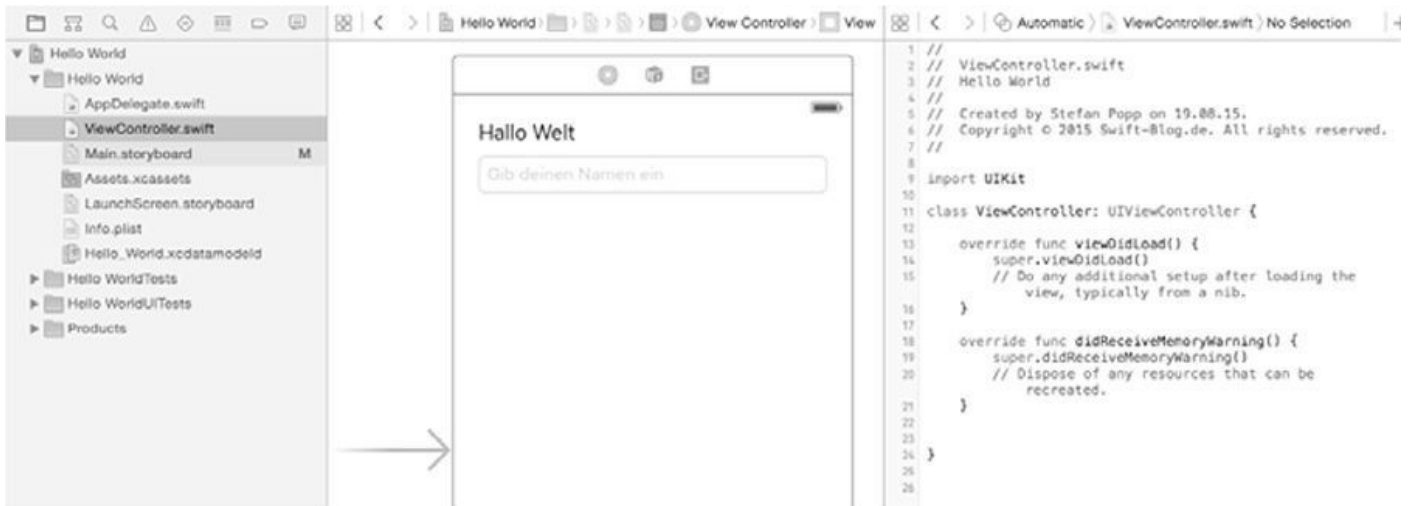 Hello World
Hello World
AppDelegate.swift
ViewController.swift
Main.storyboard M
Assets.xcassets
LaunchScreen.storyboard
Info.plist
Hello_World.xcdatamodeld
Hello WorldTests
Hello WorldUITests
Products
Hello World View Controller View
Hallo Welt
Gib deinen Namen ein
Automatic ViewController.swift No Selection
1 //
2 //  ViewController.swift
3 //  Hello World
4 //
5 //  Created by Stefan Popp on 19.08.15.
6 //  Copyright © 2015 Swift-Blog.de. All rights reserved.
7 //
8
9 import UIKit
10
11 class ViewController: UIViewController {
12
13     override func viewDidLoad() {
14         super.viewDidLoad()
15         // Do any additional setup after loading the
view, typically from a nib.
16     }
17
18     override func didReceiveMemoryWarning() {
19         super.didReceiveMemoryWarning()
20         // Dispose of any resources that can be
recreated.
21     }
22
23
24 }
25
26